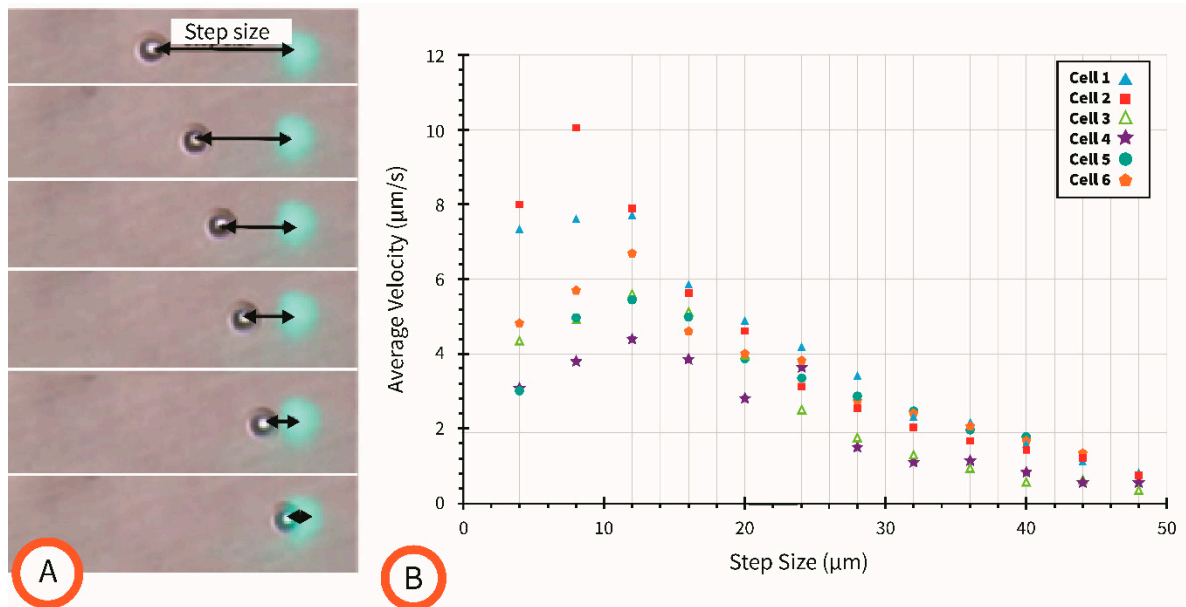 Step size
A
12
10
8
6
4
2
0
Average Velocity (µm/s)
Cell 1
Cell 2
Cell 3
Cell 4
Cell 5
Cell 6
0 10 20 30 40 50
Step Size (µm)
B